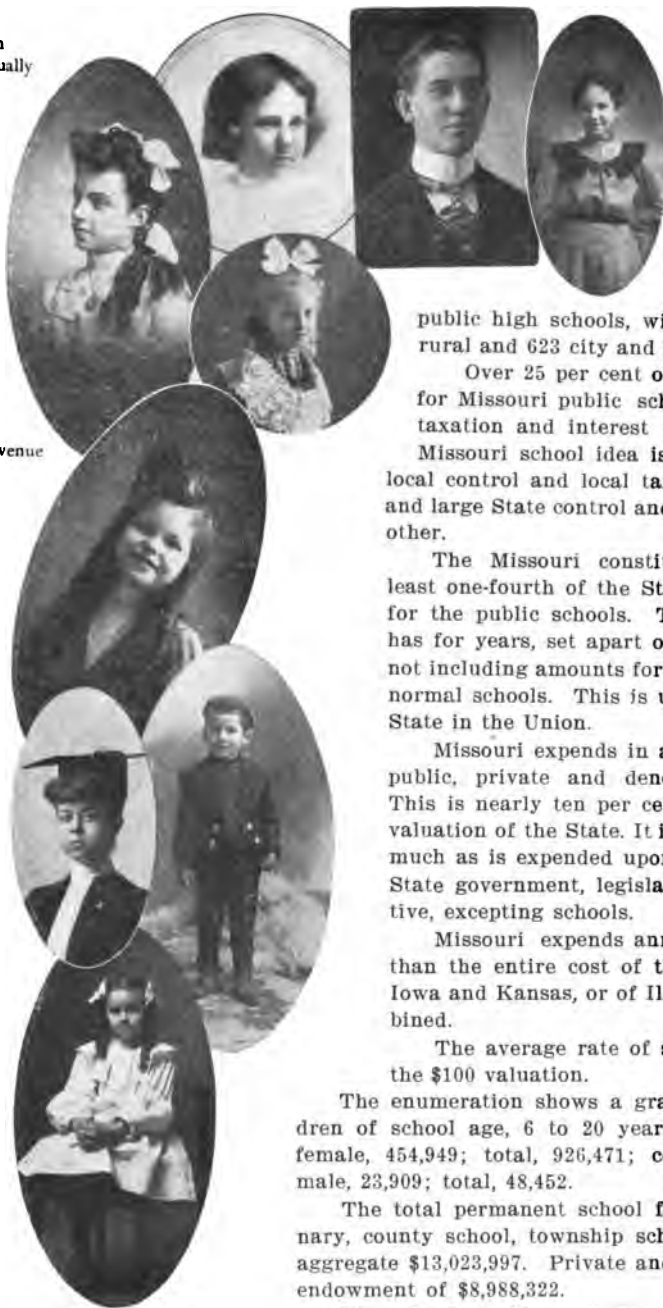 ually
venue
public high schools, wi
rural and 623 city and
Over 25 per cent o
for Missouri public sch
taxation and interest
Missouri school idea is
local control and local ta
and large State control and
other.
The Missouri consti
least one-fourth of the St
for the public schools. T
has for years, set apart o
not including amounts for
normal schools. This is u
State in the Union.
Missouri expends in a
public, private and deno
This is nearly ten per ce
valuation of the State. It i
much as is expended upon
State government, legisla
tive, excepting schools.
Missouri expends ann
than the entire cost of t
Iowa and Kansas, or of Il
bined.
The average rate of s
the $100 valuation.
The enumeration shows a gra
dren of school age, 6 to 20 year
female, 454,949; total, 926,471; co
male, 23,909; total, 48,452.
The total permanent school f
nary, county school, township sch
aggregate $13,023,997. Private and
endowment of $8,988,322.